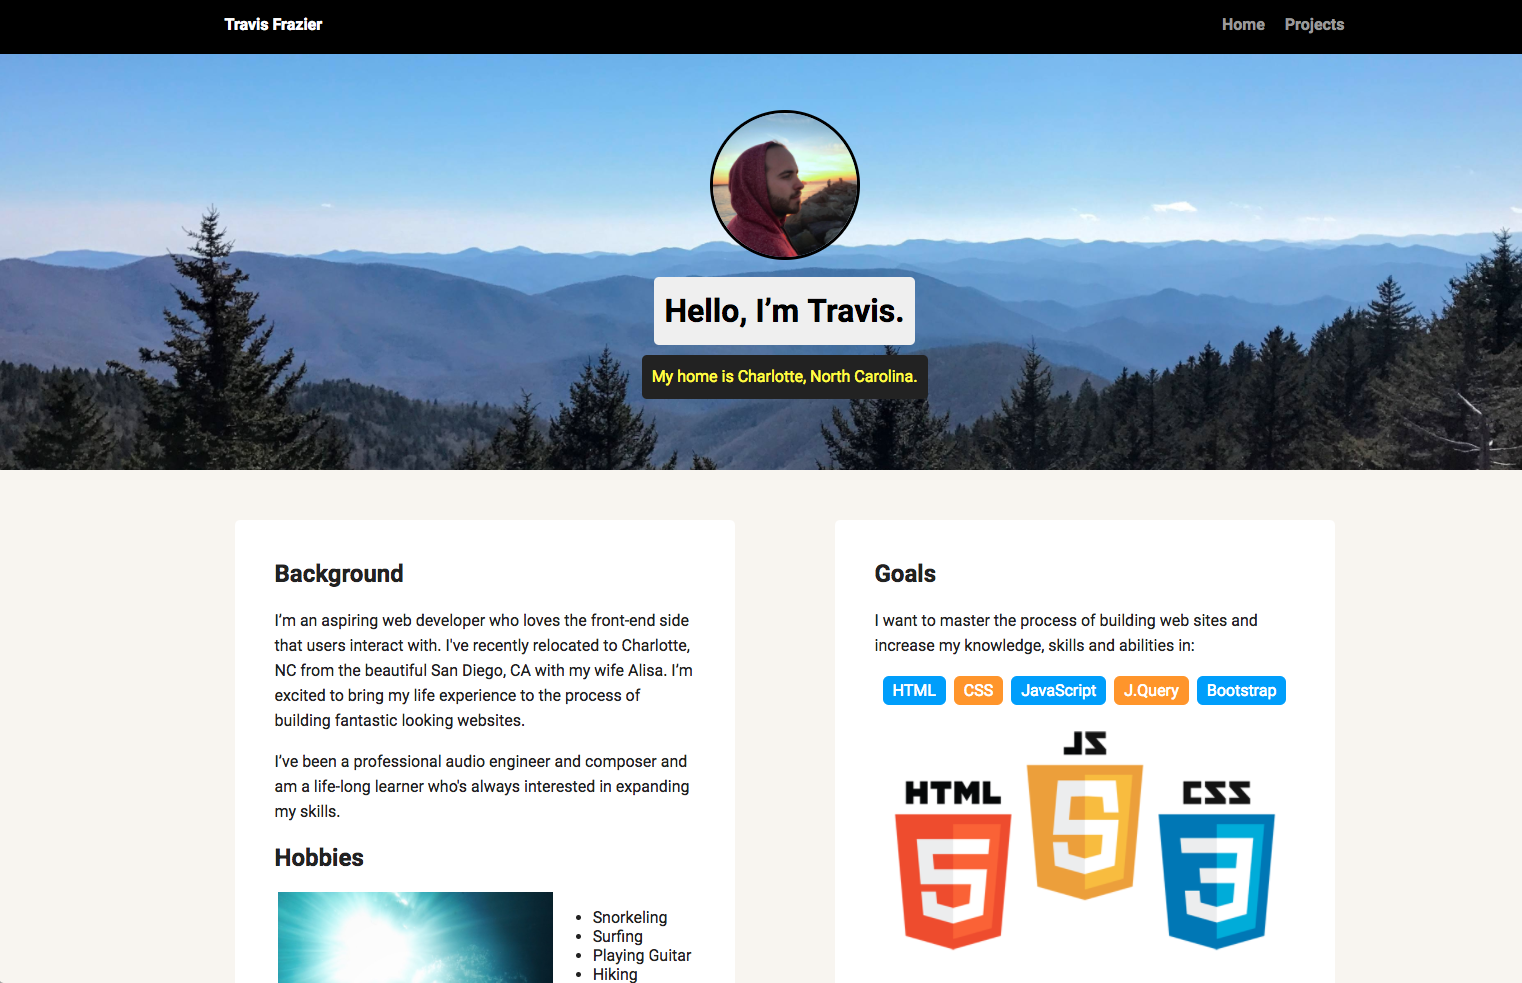 Travis Frazier
Home Projects
Hello, I’m Travis.
My home is Charlotte, North Carolina.
Background
I’m an aspiring web developer who loves the front-end side
that users interact with. I've recently relocated to Charlotte,
NC from the beautiful San Diego, CA with my wife Alisa. I’m
excited to bring my life experience to the process of
building fantastic looking websites.
I’ve been a professional audio engineer and composer and
am a life-long learner who's always interested in expanding
my skills.
Hobbies
Snorkeling
Surfing
Playing Guitar
Hiking
Goals
I want to master the process of building web sites and
increase my knowledge, skills and abilities in:
HTML CSS JavaScript J.Query Bootstrap
JS
HTML CSS
5
5 3